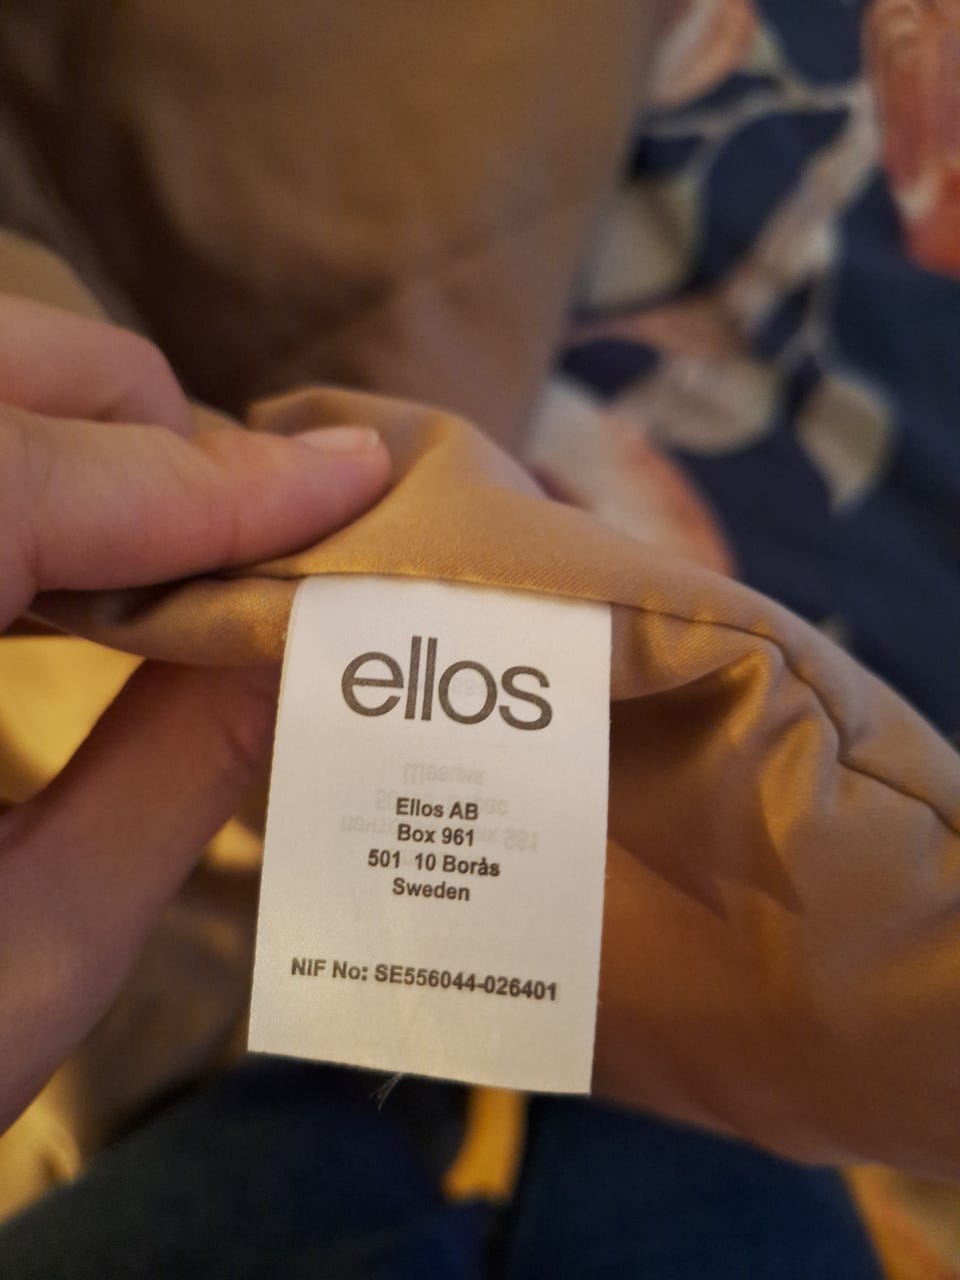 ellos
Ellos AB
Box 961
501 10 Borås
Sweden
NIF No: SE556044-026401